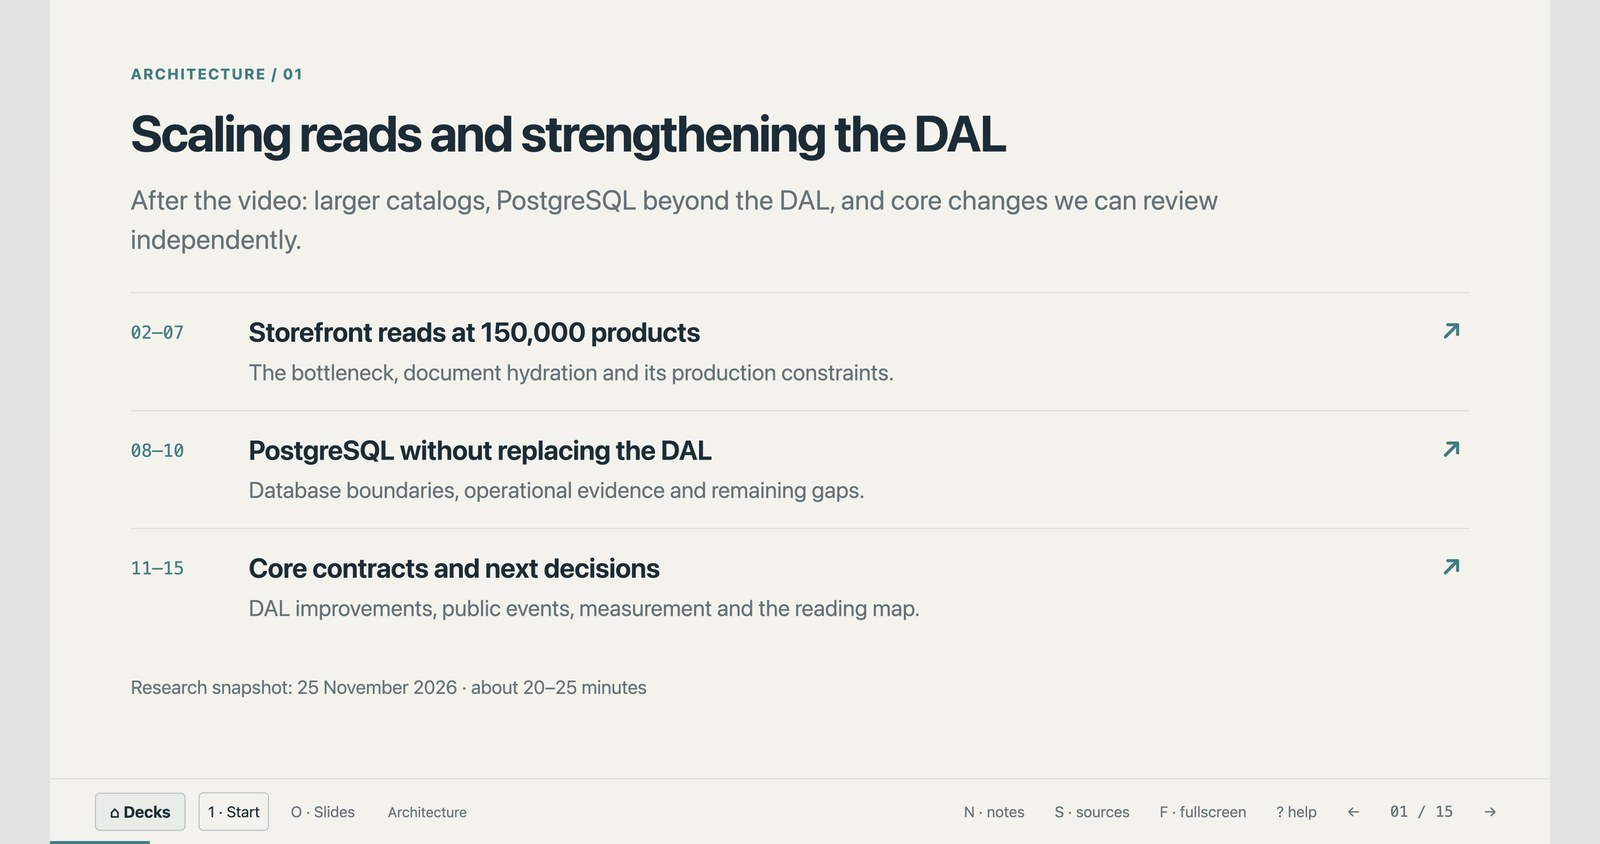 ARCHITECTURE / 01
Scaling reads and strengthening the DAL
After the video: larger catalogs, PostgreSQL beyond the DAL, and core changes we can review
independently.
02–07
Storefront reads at 150,000 products
↗
The bottleneck, document hydration and its production constraints.
08–10
PostgreSQL without replacing the DAL
↗
Database boundaries, operational evidence and remaining gaps.
11–15
Core contracts and next decisions
↗
DAL improvements, public events, measurement and the reading map.
Research snapshot: 25 November 2026 · about 20–25 minutes
⌂ Decks
1 · Start
O · Slides
Architecture
N · notes
S · sources
F · fullscreen
? help
←
01 / 15
→